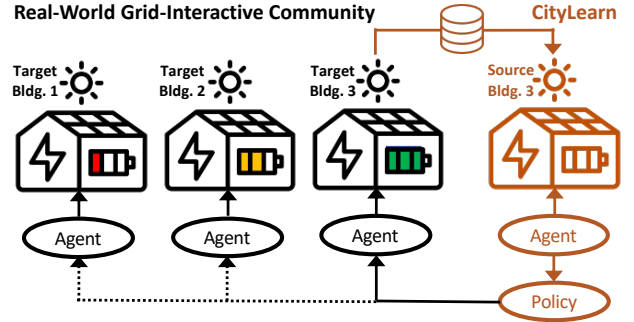 Real-World Grid-Interactive Community
CityLearn
Target
Bldg. 1
Target
Bldg. 2
Target
Bldg. 3
Source
Bldg. 3
Agent
Agent
Agent
Agent
Policy